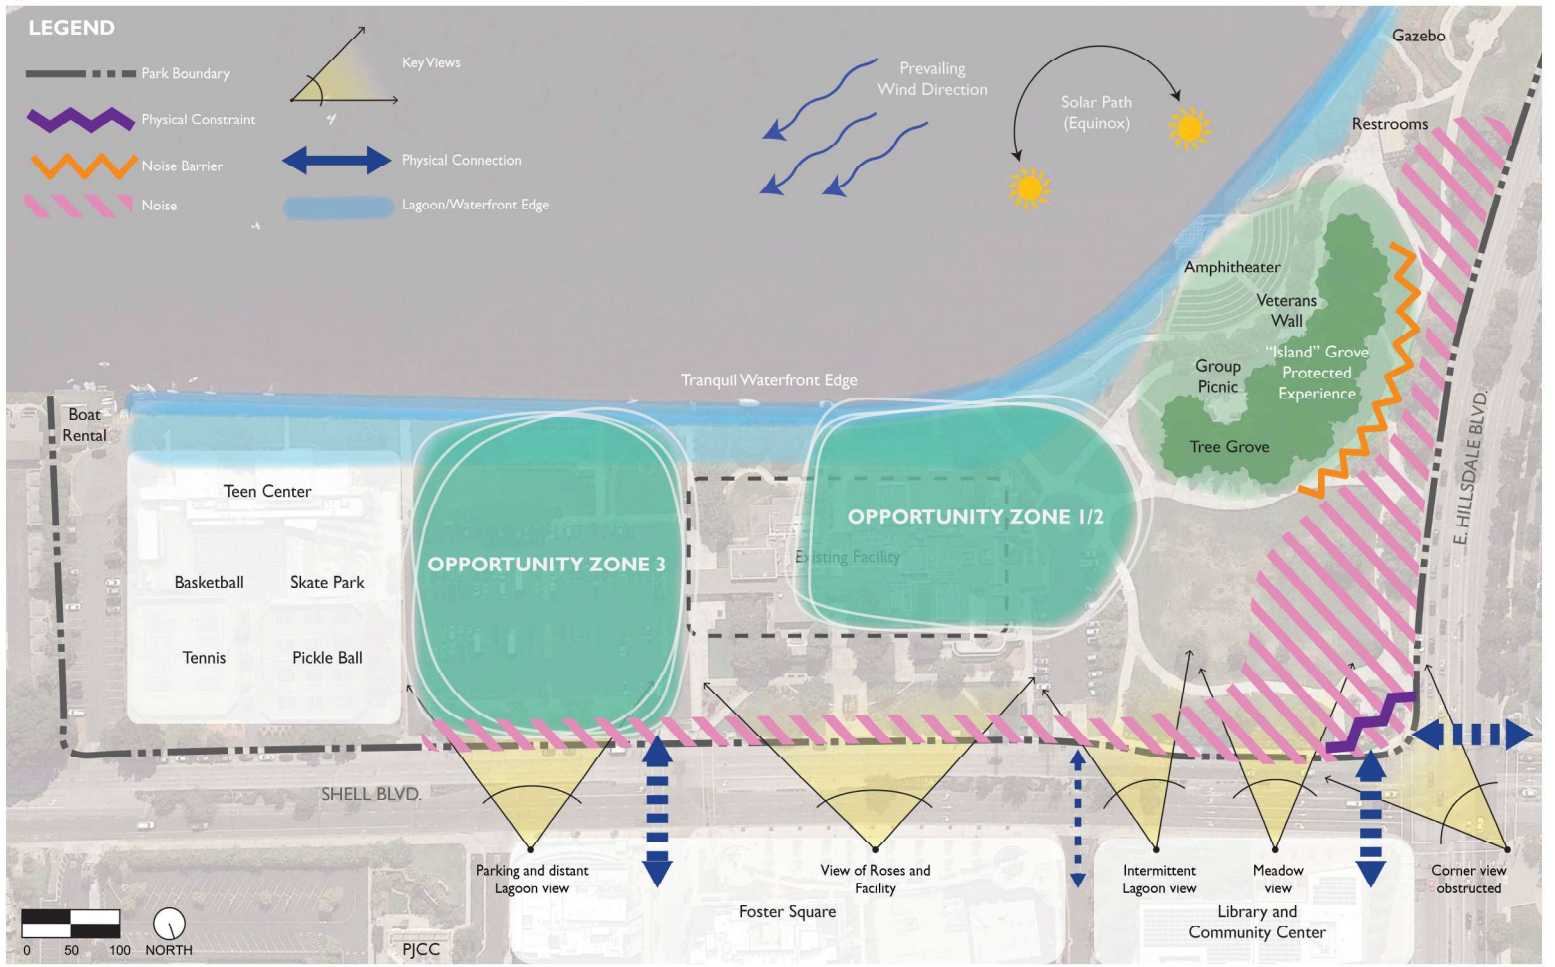 LEGEND
Park Boundary
Physical Constraint
Noise Barrier
Noise
Key Views
Physical Connection
Lagoon/Waterfront Edge
Prevailing
Wind Direction
Solar Path
(Equinox)
Gazebo
Restrooms
Amphitheater
Veterans
Wall
"Island" Grove
Protected
Experience
Group
Picnic
Tree Grove
Tranquil Waterfront Edge
Boat
Rental
Teen Center
Basketball
Skate Park
Tennis
Pickle Ball
OPPORTUNITY ZONE 3
OPPORTUNITY ZONE 1/2
Existing Facility
E. HILLSDALE BLVD.
SHELL BLVD.
Parking and distant
Lagoon view
View of Roses and
Facility
Intermittent
Lagoon view
Meadow
view
Corner view
obstructed
Foster Square
Library and
Community Center
PJCC
0 50 100
NORTH